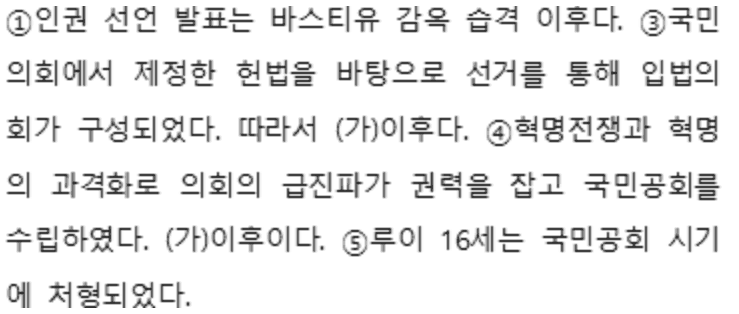 ①인권 선언 발표는 바스티유 감옥 습격 이후다. ③국민
의회에서 제정한 헌법을 바탕으로 선거를 통해 입법의
회가 구성되었다. 따라서 (가)이후다. ④혁명전쟁과 혁명
의 과격화로 의회의 급진파가 권력을 잡고 국민공회를
수립하였다. (가)이후이다. ⑤루이 16세는 국민공회 시기
에 처형되었다.